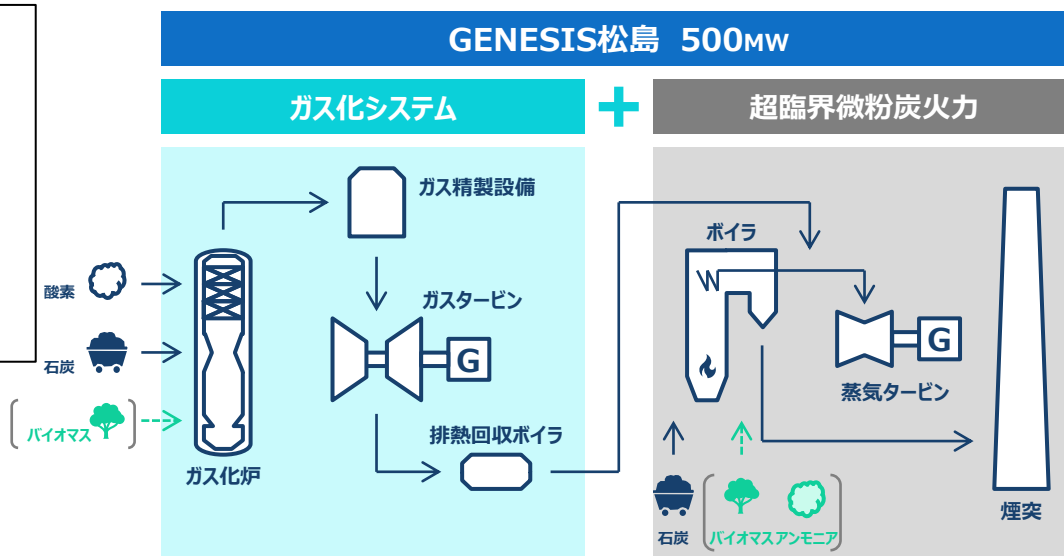 GENESIS松島 500MW
ガス化システム
+
超臨界微粉炭火力
ガス精製設備
ボイラ
酸素
ガスタービン
G
G
石炭
蒸気タービン
バイオマス
排熱回収ボイラ
ガス化炉
煙突
石炭
バイオマス
アンモニア